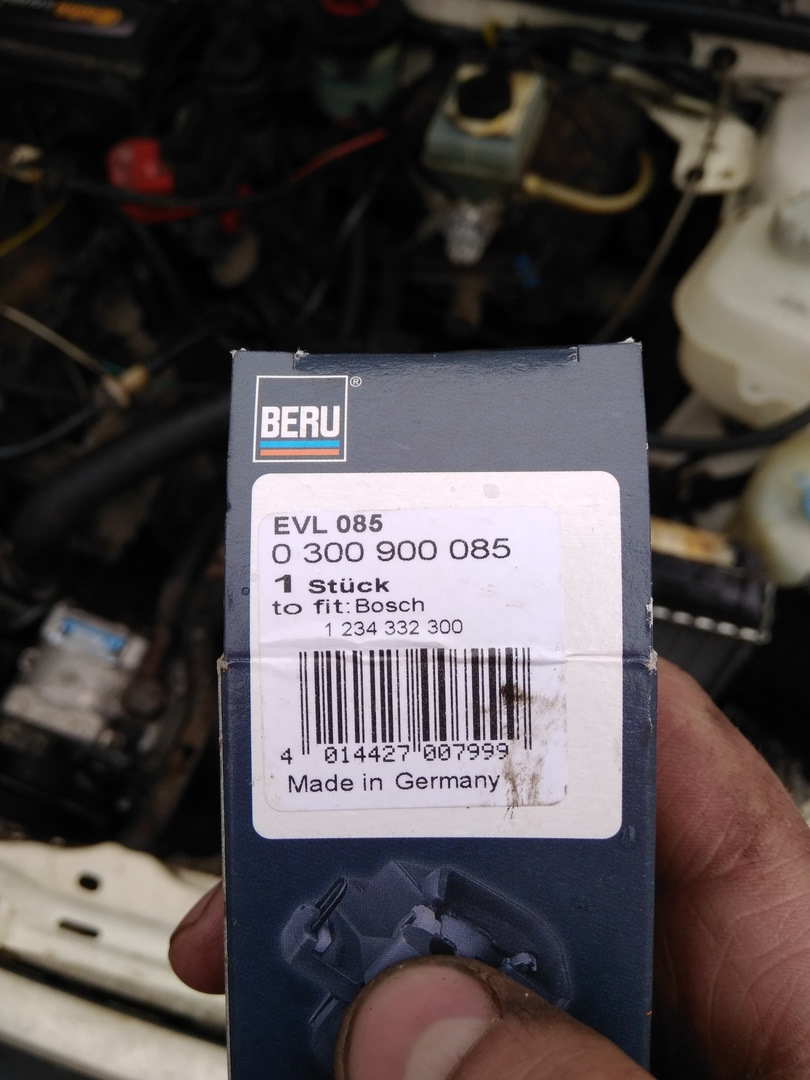 BERU®
EVL 085
0 300 900 085
1 Stück
to fit: Bosch
1 234 332 300
4 014427 007999
Made in Germany